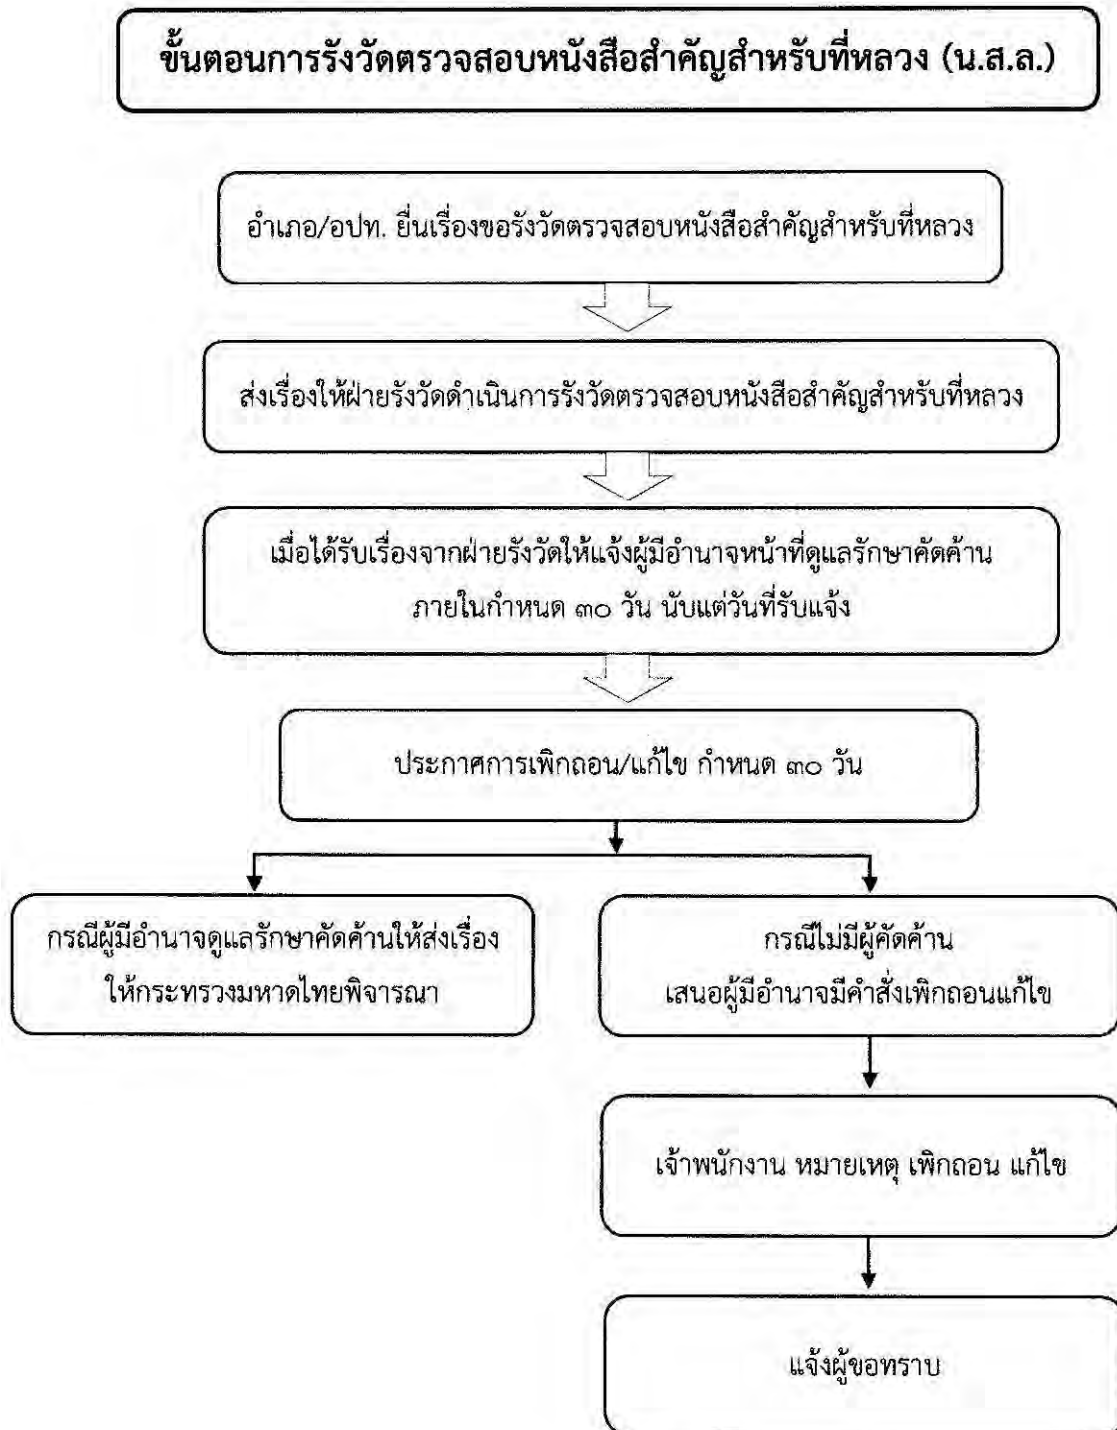 ขั้นตอนการรังวัดตรวจสอบหนังสือสำคัญสำหรับที่หลวง (น.ส.ล.)
อำเภอ/อปท. ยื่นเรื่องขอรังวัดตรวจสอบหนังสือสำคัญสำหรับที่หลวง
ส่งเรื่องให้ฝ่ายรังวัดดำเนินการรังวัดตรวจสอบหนังสือสำคัญสำหรับที่หลวง
เมื่อได้รับเรื่องจากฝ่ายรังวัดให้แจ้งผู้มีอำนาจหน้าที่ดูแลรักษาคัดค้าน
ภายในกำหนด ๓๐ วัน นับแต่วันที่รับแจ้ง
ประกาศการเพิกถอน/แก้ไข กำหนด ๓๐ วัน
กรณีผู้มีอำนาจดูแลรักษาคัดค้านให้ส่งเรื่อง
ให้กระทรวงมหาดไทยพิจารณา
กรณีไม่มีผู้คัดค้าน
เสนอผู้มีอำนาจมีคำสั่งเพิกถอนแก้ไข
เจ้าพนักงาน หมายเหตุ เพิกถอน แก้ไข
แจ้งผู้ขอทราบ